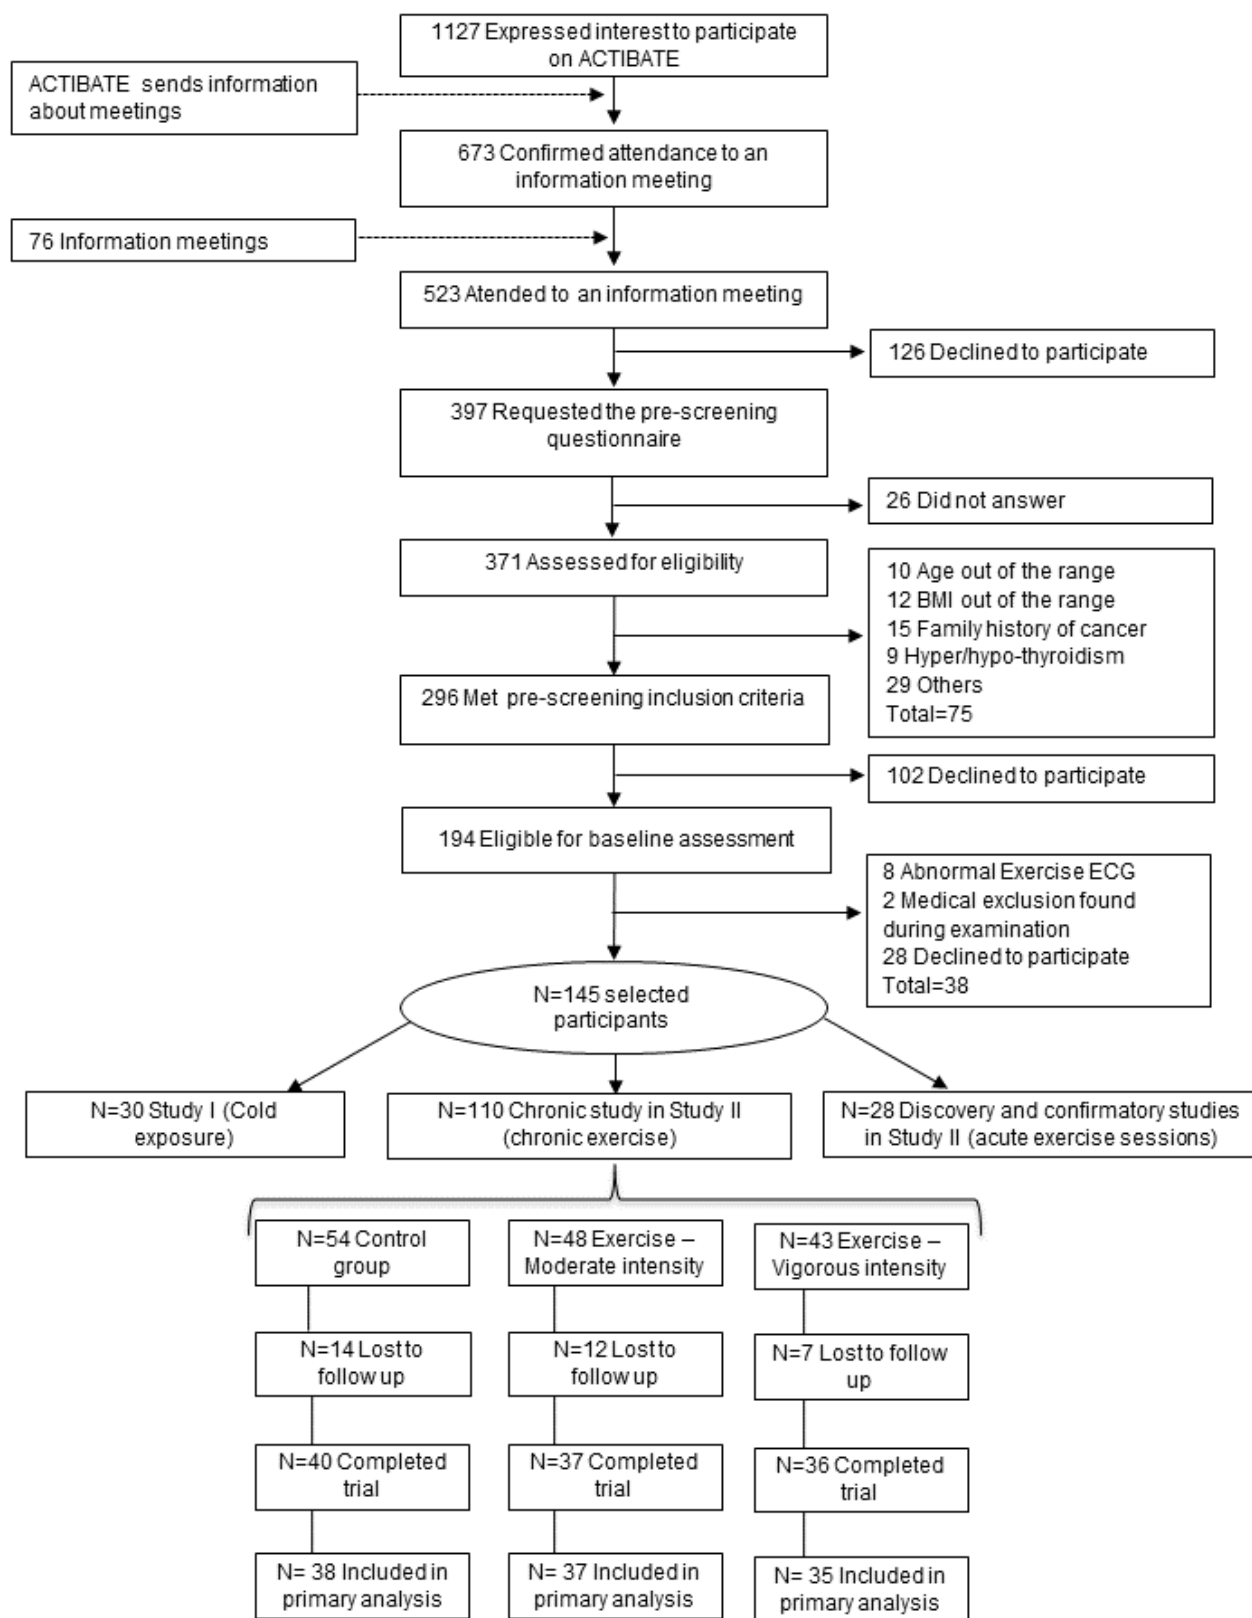 1127 Expressed interest to participate
on ACTIBATE
ACTIBATE sends information
about meetings
673 Confirmed attendance to an
information meeting
76 Information meetings
523 Atended to an information meeting
126 Declined to participate
397 Requested the pre-screening
questionnaire
26 Did not answer
371 Assessed for eligibility
10 Age out of the range
12 BMI out of the range
15 Family history of cancer
9 Hyper/hypo-thyroidism
29 Others
Total=75
296 Met pre-screening inclusion criteria
102 Declined to participate
194 Eligible for baseline assessment
8 Abnormal Exercise ECG
2 Medical exclusion found
during examination
28 Declined to participate
Total=38
N=145 selected
participants
N=30 Study I (Cold
exposure)
N=110 Chronic study in Study II
(chronic exercise)
N=28 Discovery and confirmatory studies
in Study II (acute exercise sessions)
N=54 Control
group
N=48 Exercise –
Moderate intensity
N=43 Exercise –
Vigorous intensity
N=14 Lost to
follow up
N=12 Lost to
follow up
N=7 Lost to follow
up
N=40 Completed
trial
N=37 Completed
trial
N=36 Completed
trial
N= 38 Included in
primary analysis
N= 37 Included in
primary analysis
N= 35 Included in
primary analysis